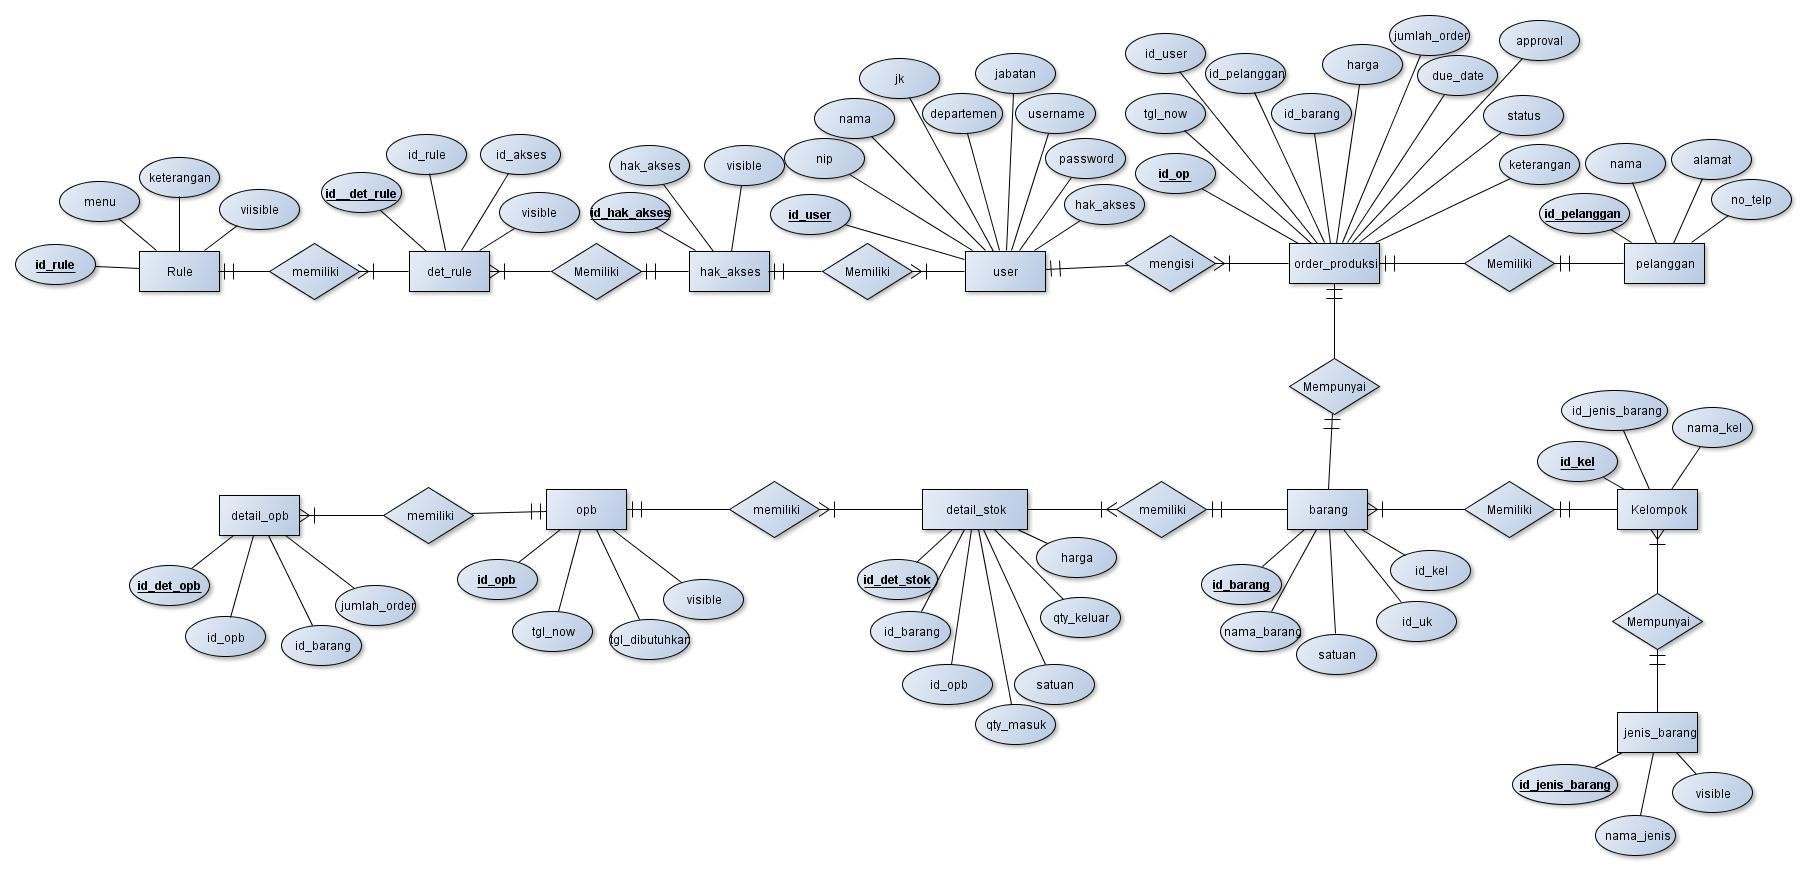 jumlah_order
approval
id_user
harga
id_pelanggan
due_date
jk
jabatan
nama
departemen
username
tgl_now
id_barang
status
nip
password
id_rule
id_akses
hak_akses
visible
id_op
keterangan
nama
alamat
keterangan
id__det_rule
menu
viisible
visible
id_hak_akses
id_user
hak_akses
id_pelanggan
no_telp
id_rule
Rule
memiliki
det_rule
Memiliki
hak_akses
Memiliki
user
mengisi
order_produksi
Memiliki
pelanggan
Mempunyai
id_jenis_barang
nama_kel
id_kel
detail_opb
memiliki
opb
memiliki
detail_stok
memiliki
barang
Memiliki
Kelompok
id_det_opb
id_opb
id_barang
jumlah_order
id_opb
tgl_now
tgl_dibutuhkan
visible
id_det_stok
id_barang
id_opb
qty_masuk
satuan
qty_keluar
harga
id_barang
nama_barang
satuan
id_uk
id_kel
Mempunyai
jenis_barang
id_jenis_barang
nama_jenis
visible